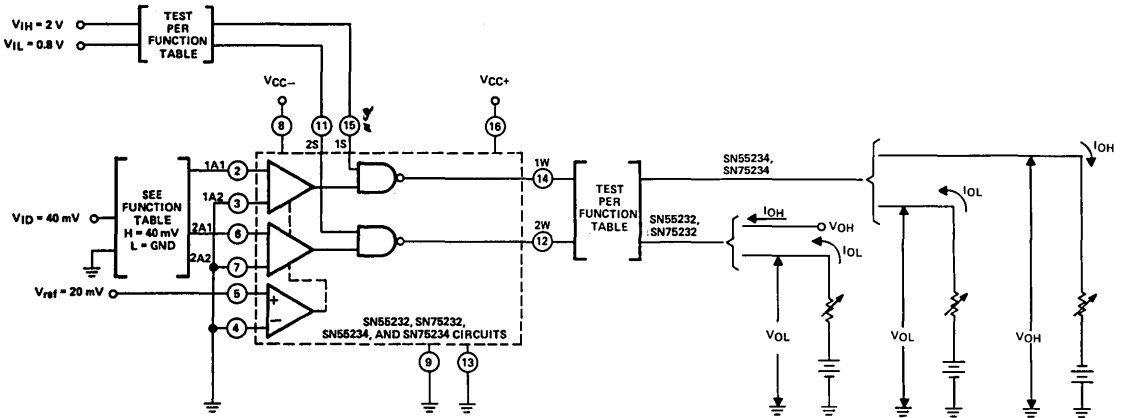 VIH = 2 V
VIL = 0.8 V
TEST
PER
FUNCTION
TABLE
VCC−
VCC+
8
11
15
16
2S
1S
1A1
2
1A2
3
SEE
FUNCTION
TABLE
H = 40 mV
L = GND
VID = 40 mV
2A1
6
2A2
7
Vref = 20 mV
5
+
−
4
SN55232, SN75232,
SN55234, AND SN75234 CIRCUITS
9
13
1W
14
2W
12
TEST
PER
FUNCTION
TABLE
SN55234,
SN75234
SN55232,
SN75232
IOH
VOH
IOL
VOL
IOL
VOL
IOH
VOH